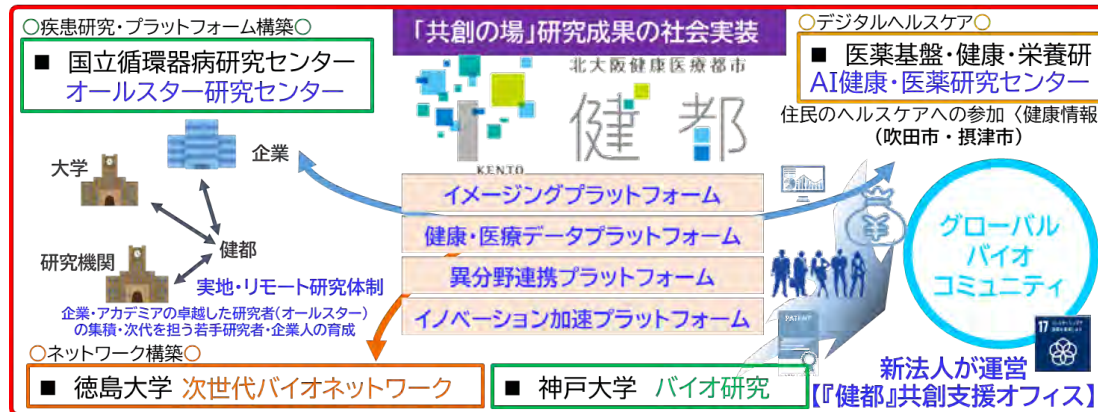 ○疾患研究・プラットフォーム構築○
■ 国立循環器病研究センター
オールスター研究センター
「共創の場」研究成果の社会実装
北大阪健康医療都市
健都
KENTO
○デジタルヘルスケア○
■ 医薬基盤・健康・栄養研
AI健康・医薬研究センター
住民のヘルスケアへの参加〈健康情報
（吹田市・摂津市）
企業
大学
健都
研究機関
実地・リモート研究体制
企業・アカデミアの卓越した研究者（オールスター）
の集積・次代を担う若手研究者・企業人の育成
イメージングプラットフォーム
健康・医療データプラットフォーム
異分野連携プラットフォーム
イノベーション加速プラットフォーム
¥
PATENT
グローバル
バイオ
コミュニティ
17
○ネットワーク構築○
■ 徳島大学 次世代バイオネットワーク
■ 神戸大学 バイオ研究
新法人が運営
【『健都』共創支援オフィス】